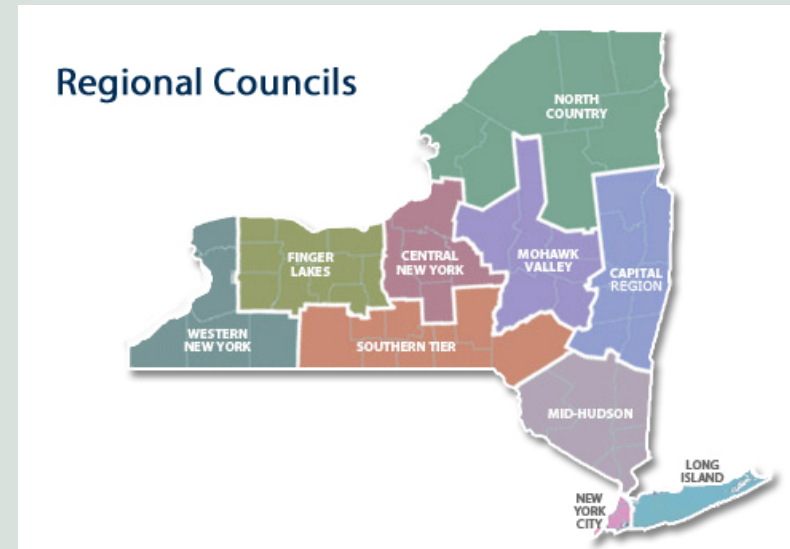 Regional Councils
NORTH
COUNTRY
FINGER
LAKES
CENTRAL
NEW YORK
MOHAWK
VALLEY
CAPITAL
REGION
WESTERN
NEW YORK
SOUTHERN TIER
MID-HUDSON
LONG
ISLAND
NEW
YORK
CITY